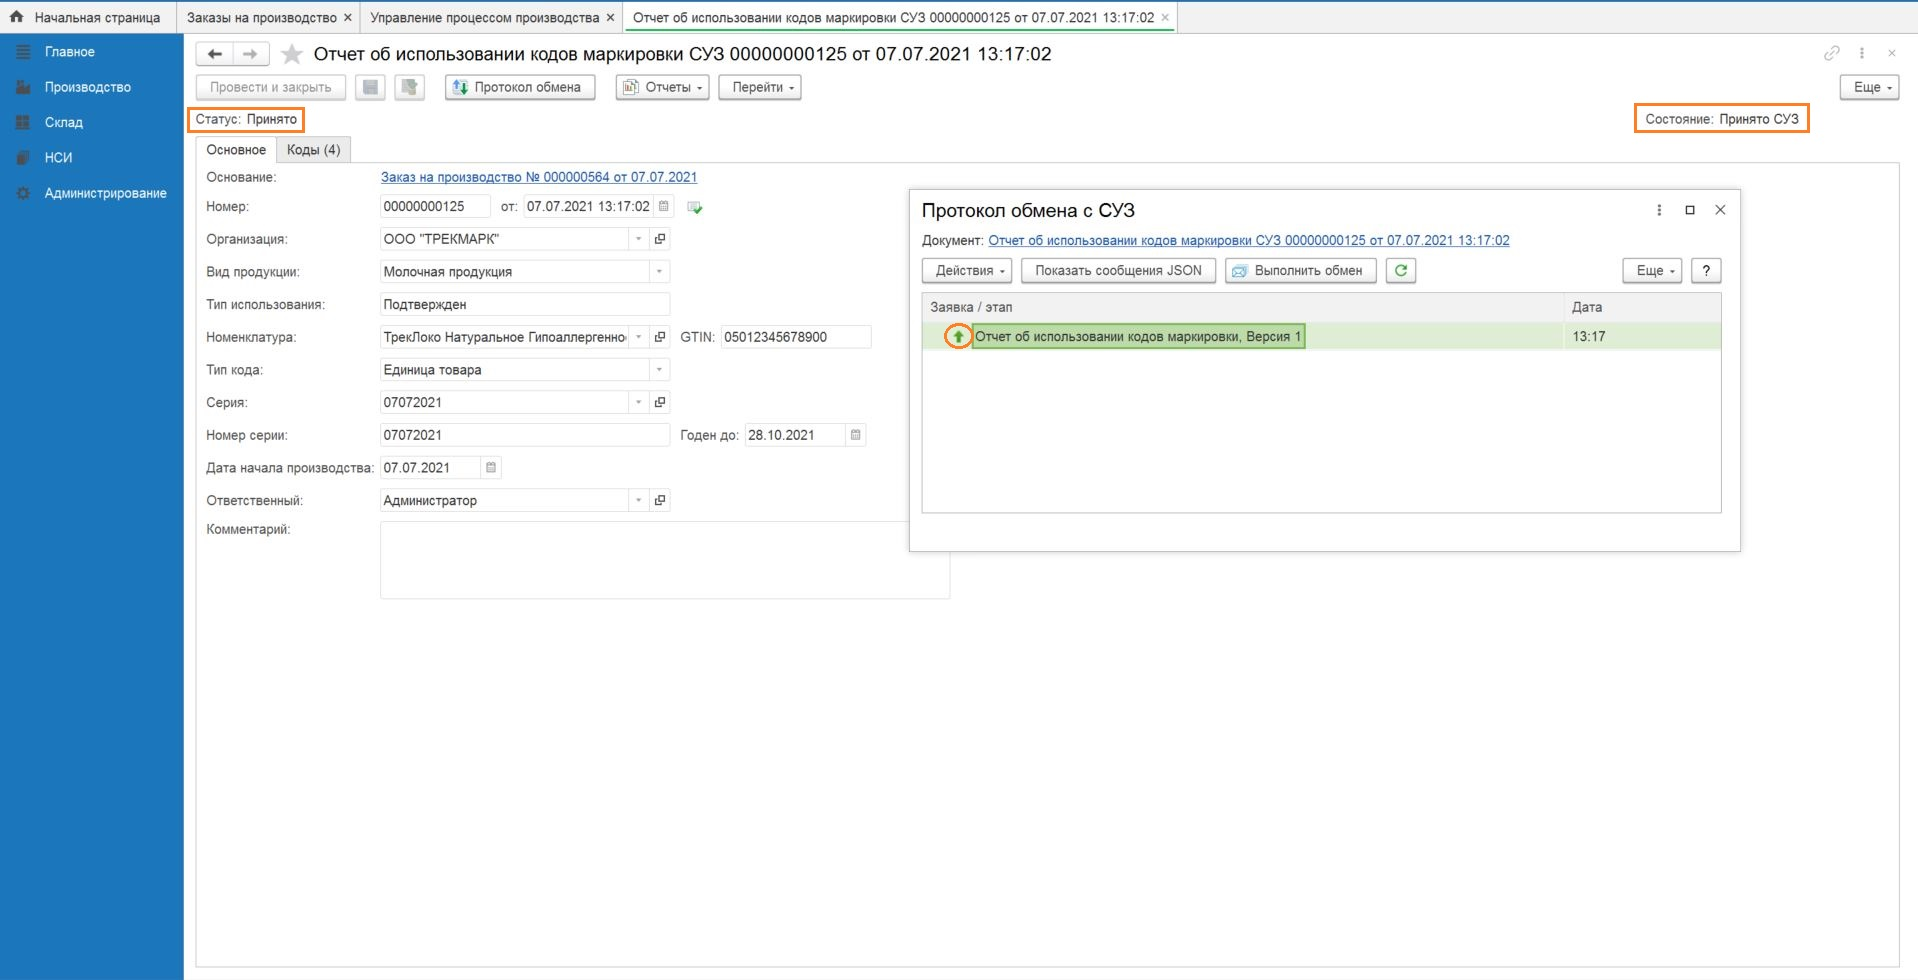 Начальная страница
Заказы на производство ×
Управление процессом производства ×
Отчет об использовании кодов маркировки СУЗ 00000000125 от 07.07.2021 13:17:02 ×
Главное
Производство
Склад
НСИ
Администрирование
Отчет об использовании кодов маркировки СУЗ 00000000125 от 07.07.2021 13:17:02
Провести и закрыть
Протокол обмена
Отчеты
Перейти
Еще
Статус: Принято
Состояние: Принято СУЗ
Основное
Коды (4)
Основание: Заказ на производство № 000000564 от 07.07.2021
Номер: 00000000125 от: 07.07.2021 13:17:02
Организация: ООО "ТРЕКМАРК"
Вид продукции: Молочная продукция
Тип использования: Подтвержден
Номенклатура: ТрекЛоко Натуральное Гипоаллергенно GTIN: 05012345678900
Тип кода: Единица товара
Серия: 07072021
Номер серии: 07072021 Годен до: 28.10.2021
Дата начала производства: 07.07.2021
Ответственный: Администратор
Комментарий:
Протокол обмена с СУЗ
Документ: Отчет об использовании кодов маркировки СУЗ 00000000125 от 07.07.2021 13:17:02
Действия
Показать сообщения JSON
Выполнить обмен
Еще
?
Заявка / этап
Дата
Отчет об использовании кодов маркировки, Версия 1
13:17